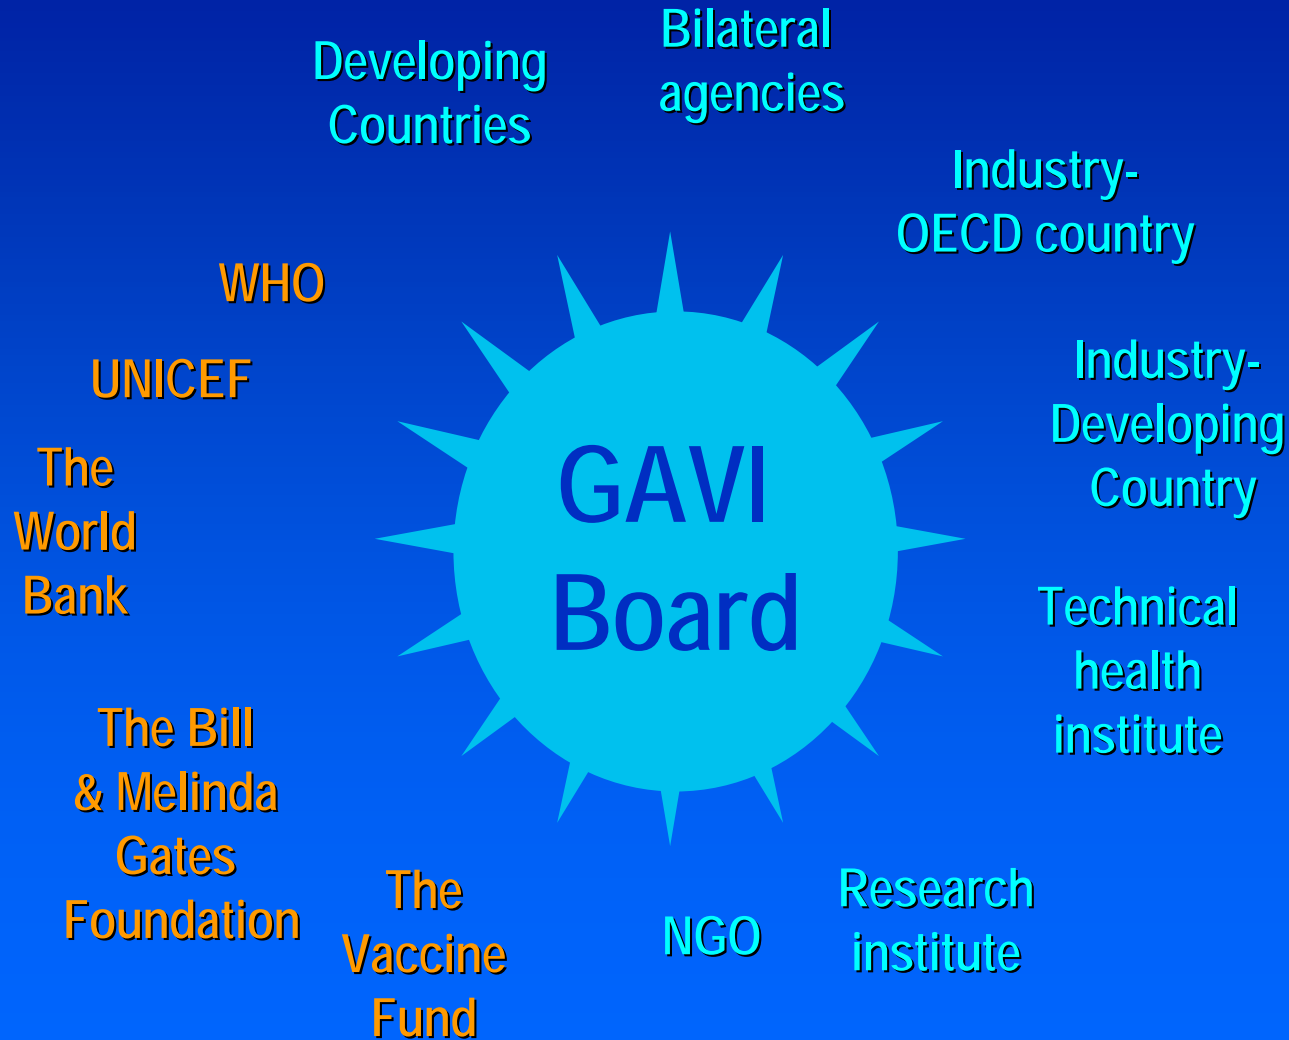 Bilateral
agencies
Developing
Countries
Industry-
OECD country
WHO
Industry-
Developing
Country
UNICEF
The
World
Bank
GAVI
Board
Technical
health
institute
The Bill
& Melinda
Gates
Foundation
The
Vaccine
Fund
NGO
Research
institute